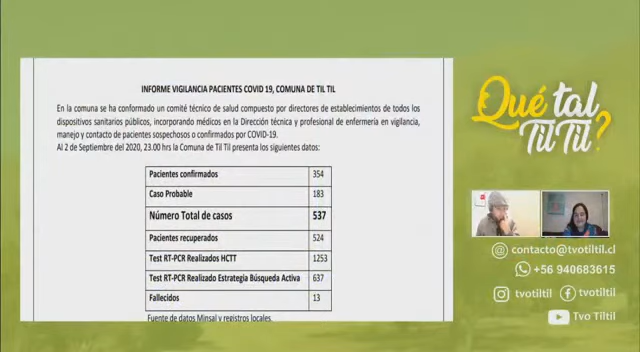 INFORME VIGILANCIA PACIENTES COVID 19, COMUNA DE TIL TIL
En la comuna se ha conformado un comité técnico de salud compuesto por directores de establecimientos de todos los
dispositivos sanitarios públicos, incorporando médicos en la Dirección técnica y profesional de enfermería en vigilancia,
manejo y contacto de pacientes sospechosos o confirmados por COVID-19.
Al 2 de Septiembre del 2020, 23.00 hrs la Comuna de Til Til presenta los siguientes datos:
Pacientes confirmados 354
Caso Probable 183
Número Total de casos 537
Pacientes recuperados 524
Test RT-PCR Realizados HCTT 1253
Test RT-PCR Realizado Estrategia Búsqueda Activa 637
Fallecidos 13
Fuente de datos Minsal y registros locales.
Qué tal
Til Til?
contacto@tvotiltil.cl
+56 940683615
tvotiltil tvotiltil
Tvo Tiltil